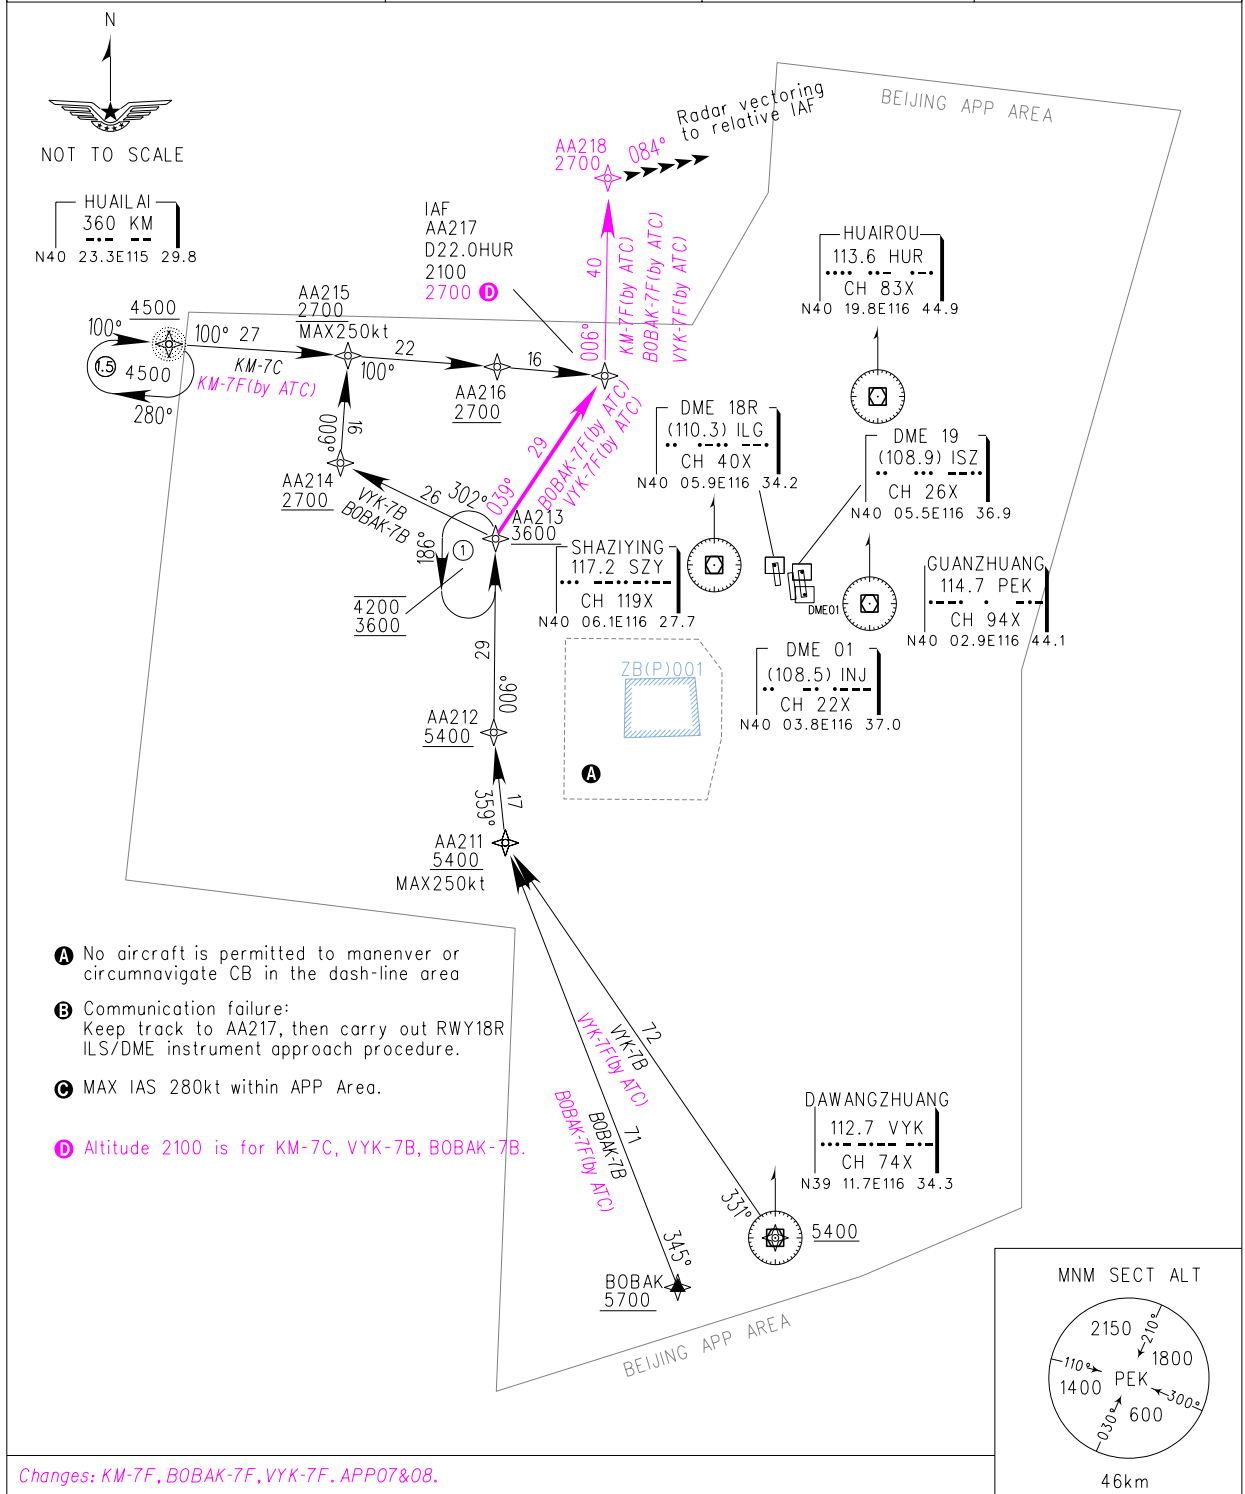 N
NOT TO SCALE
BEIJING APP AREA
Radar vectoring
to relative IAF
AA218
2700
084°
HUAILAI
360 KM
N40 23.3E115 29.8
IAF
AA217
D22.0HUR
2100
2700 D
40
KM-7F(by ATC)
BOBAK-7F(by ATC)
VYK-7F(by ATC)
006°
HUAIROU
113.6 HUR
CH 83X
N40 19.8E116 44.9
4500
100°
1.5
4500
280°
100° 27
KM-7C
KM-7F(by ATC)
AA215
2700
MAX250kt
22
100°
16
AA216
2700
009°
16
AA214
2700
26
302°
VYK-7B
BOBAK-7B
29
039°
BOBAK-7F(by ATC)
VYK-7F(by ATC)
AA213
3600
186°
1
4200
3600
DME 18R
(110.3) ILG
CH 40X
N40 05.9E116 34.2
DME 19
(108.9) ISZ
CH 26X
N40 05.5E116 36.9
SHAZIYING
117.2 SZY
CH 119X
N40 06.1E116 27.7
GUANZHUANG
114.7 PEK
CH 94X
N40 02.9E116 44.1
DME01
DME 01
(108.5) INJ
CH 22X
N40 03.8E116 37.0
ZB(P)001
A
29
006°
AA212
5400
17
359°
AA211
5400
MAX250kt
A No aircraft is permitted to manenver or
circumnavigate CB in the dash-line area
B Communication failure:
Keep track to AA217, then carry out RWY18R
ILS/DME instrument approach procedure.
C MAX IAS 280kt within APP Area.
D Altitude 2100 is for KM-7C, VYK-7B, BOBAK-7B.
72
VYK-7B
VYK-7F(by ATC)
71
BOBAK-7B
BOBAK-7F(by ATC)
DAWANGZHUANG
112.7 VYK
CH 74X
N39 11.7E116 34.3
331°
5400
345°
BOBAK
5700
BEIJING APP AREA
MNM SECT ALT
2150
210°
1800
110°
PEK
1400
300°
030°
600
46km
Changes: KM-7F, BOBAK-7F, VYK-7F. APP07&08.